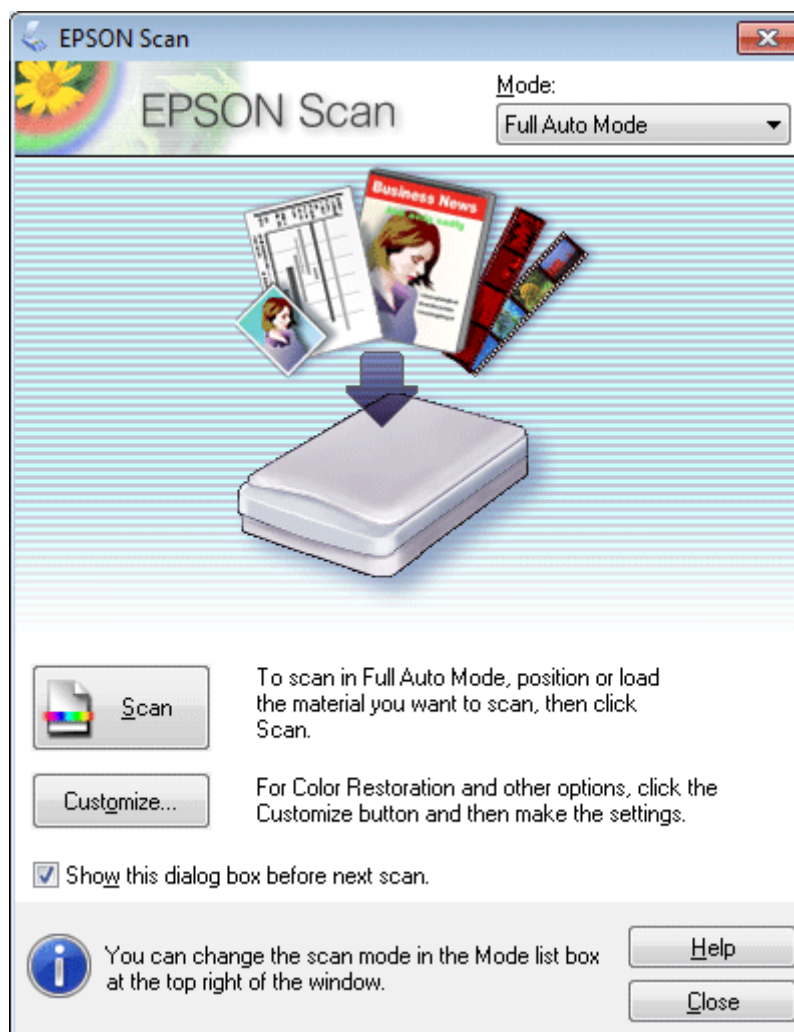 EPSON Scan
EPSON Scan
Mode:
Full Auto Mode
Business News
Scan
To scan in Full Auto Mode, position or load
the material you want to scan, then click
Scan.
Customize...
For Color Restoration and other options, click the
Customize button and then make the settings.
Show this dialog box before next scan.
You can change the scan mode in the Mode list box
at the top right of the window.
Help
Close